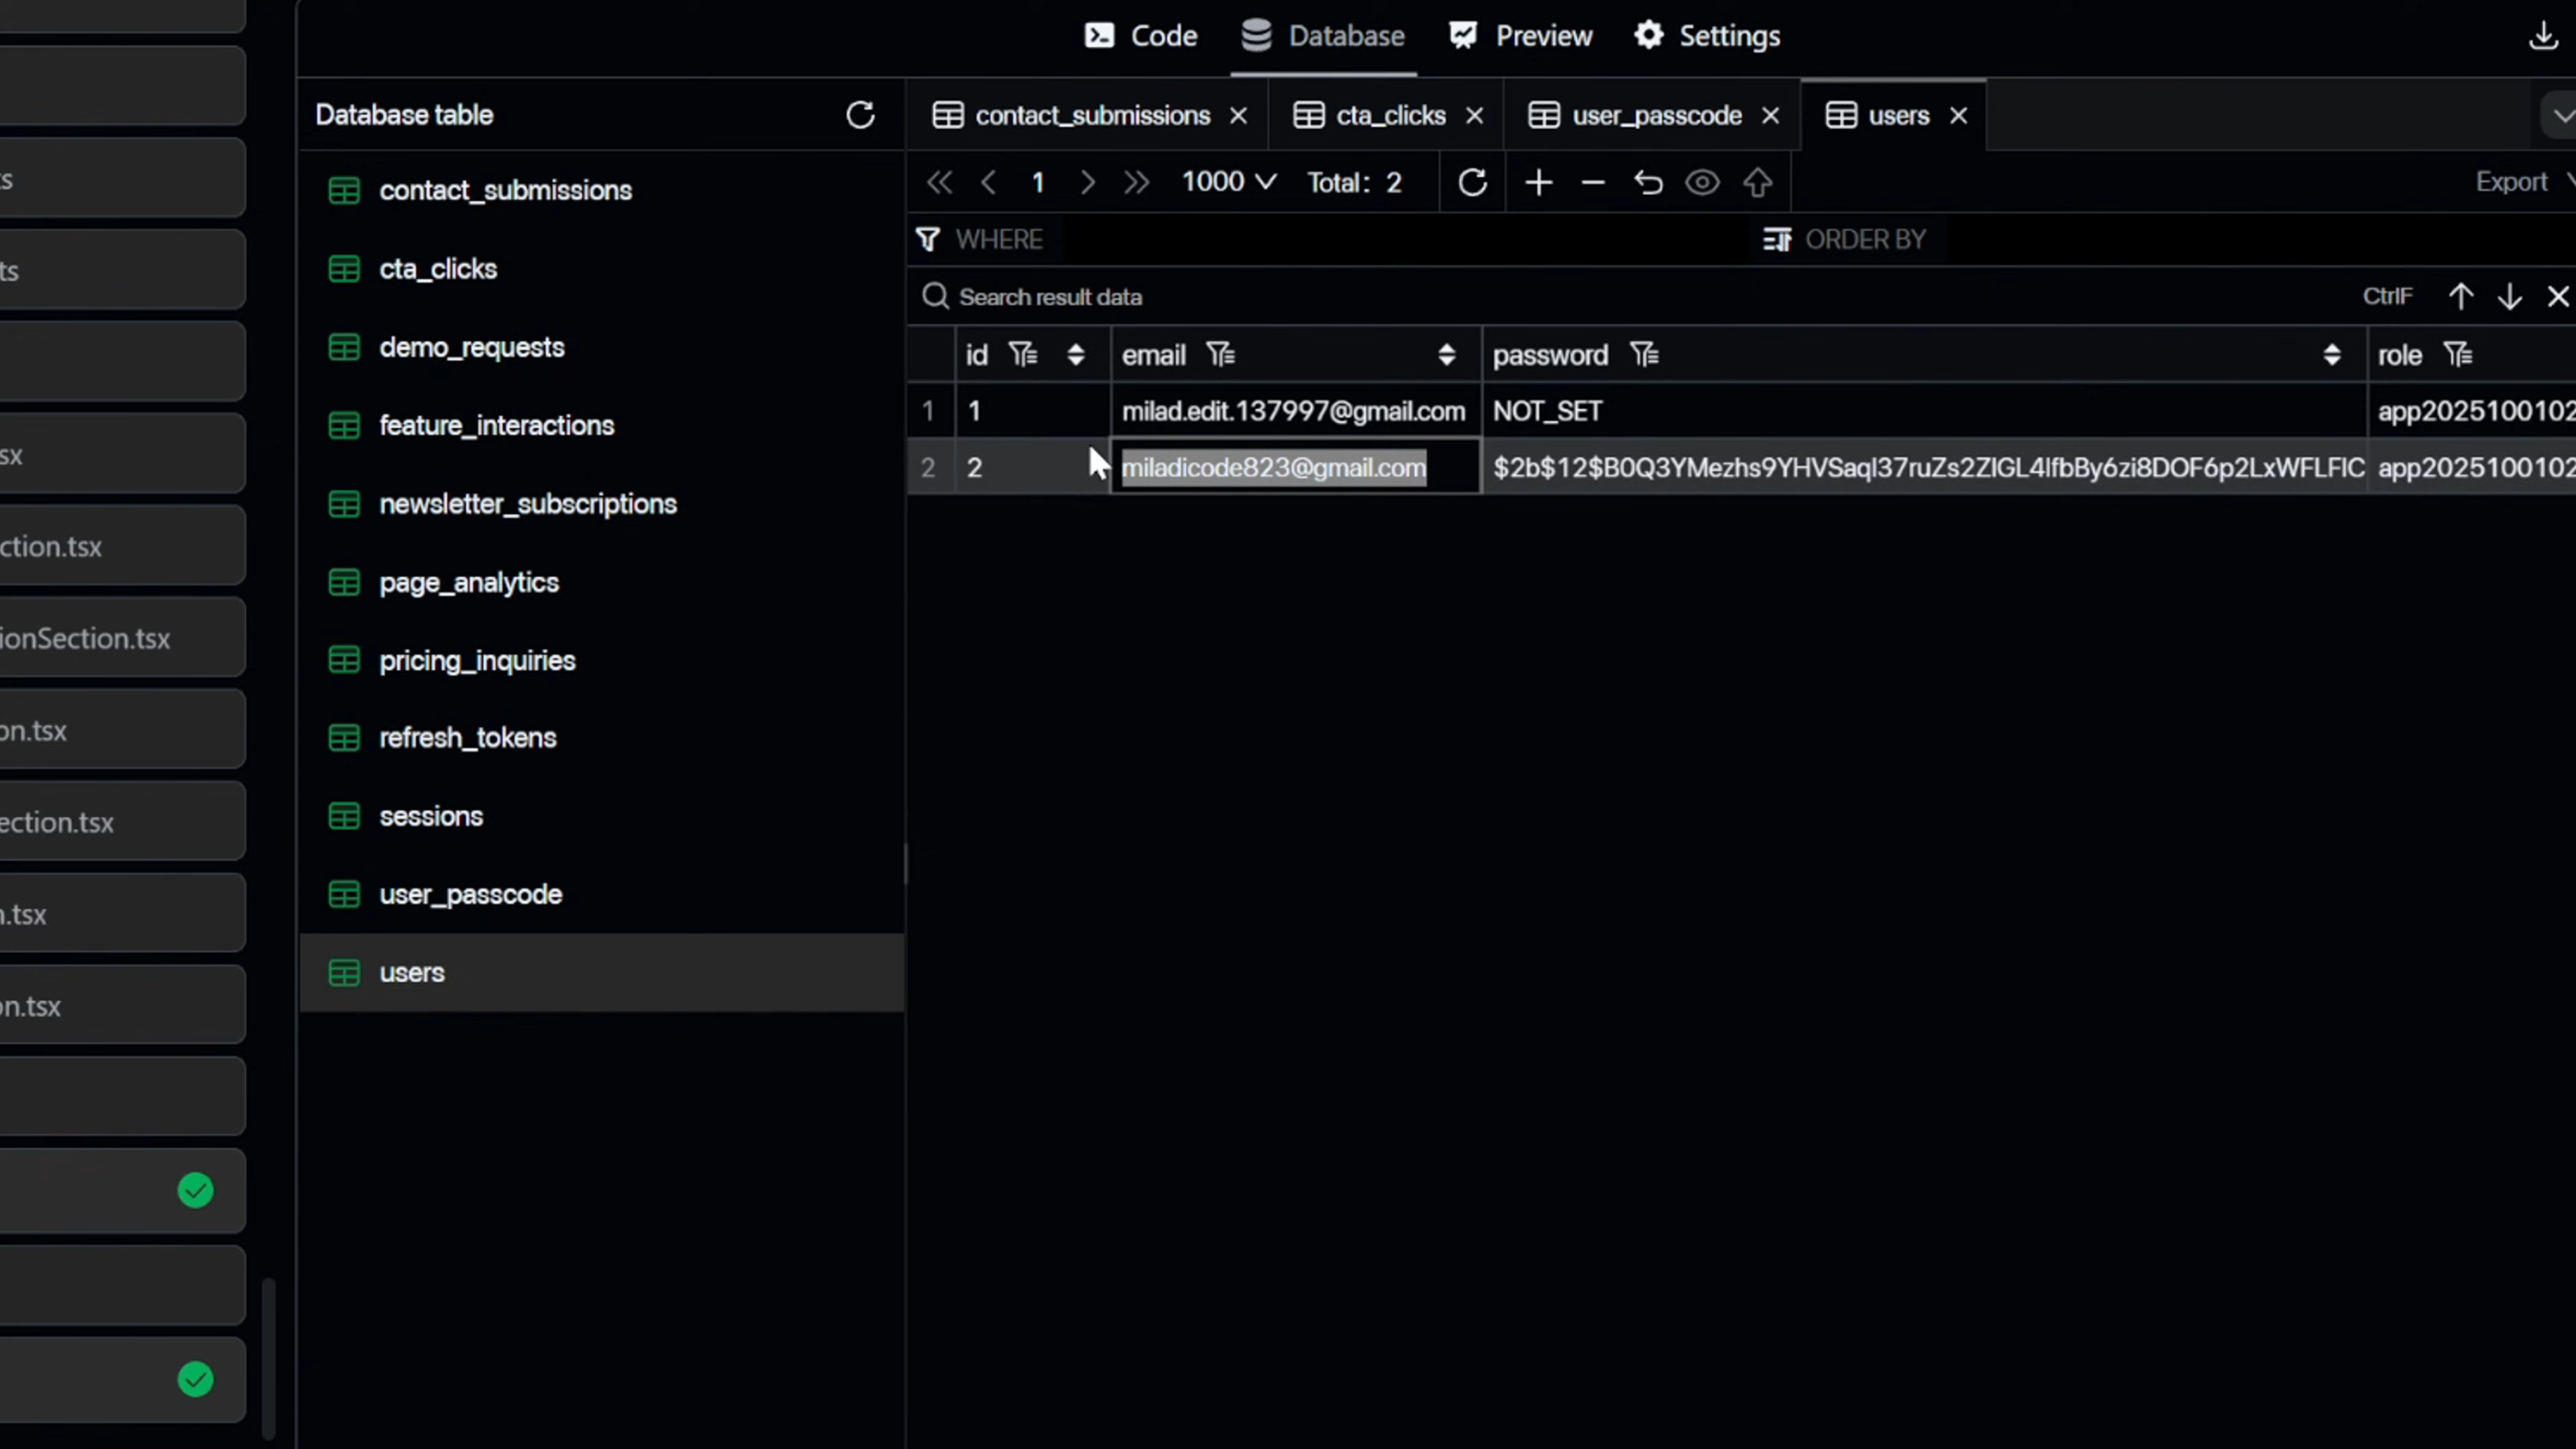 Code Database Preview Settings
Database table
contact_submissions cta_clicks user_passcode users
1 1000 Total: 2 Export
WHERE ORDER BY
Search result data CtrlF
id email password role
1 1 milad.edit.137997@gmail.com NOT_SET app2025100102
2 2 miladicode823@gmail.com $2b$12$B0Q3YMezhs9YHVSaqI37ruZs2ZIGL4IfbBy6zi8DOF6p2LxWFLFIC app2025100102
contact_submissions
cta_clicks
demo_requests
feature_interactions
newsletter_subscriptions
page_analytics
pricing_inquiries
refresh_tokens
sessions
user_passcode
users
ts
sx
ction.tsx
ionSection.tsx
on.tsx
ection.tsx
n.tsx
on.tsx